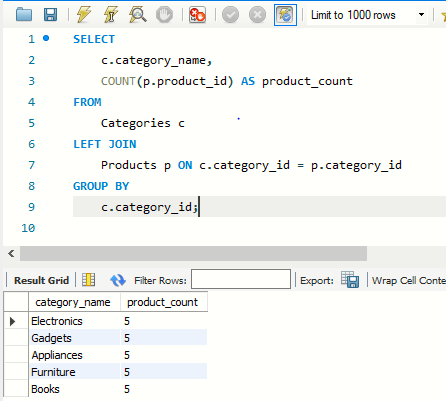 Limit to 1000 rows
1 SELECT
2 c.category_name,
3 COUNT(p.product_id) AS product_count
4 FROM
5 Categories c
6 LEFT JOIN
7 Products p ON c.category_id = p.category_id
8 GROUP BY
9 c.category_id;
10
Result Grid Filter Rows: Export: Wrap Cell Conte
category_name product_count
Electronics 5
Gadgets 5
Appliances 5
Furniture 5
Books 5